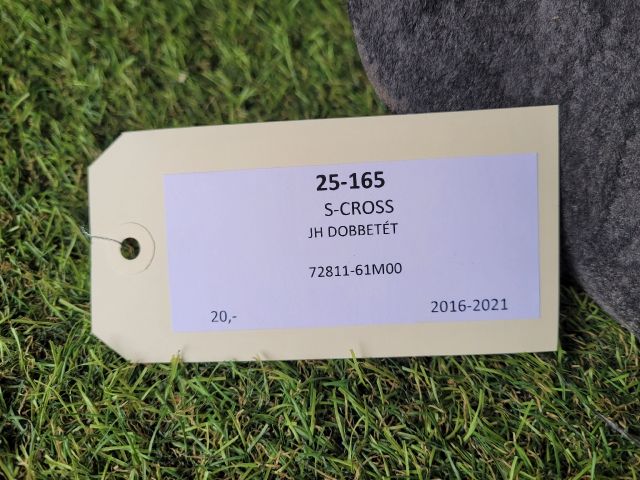 25-165
S-CROSS
JH DOBBETÉT
72811-61M00
20,- 2016-2021